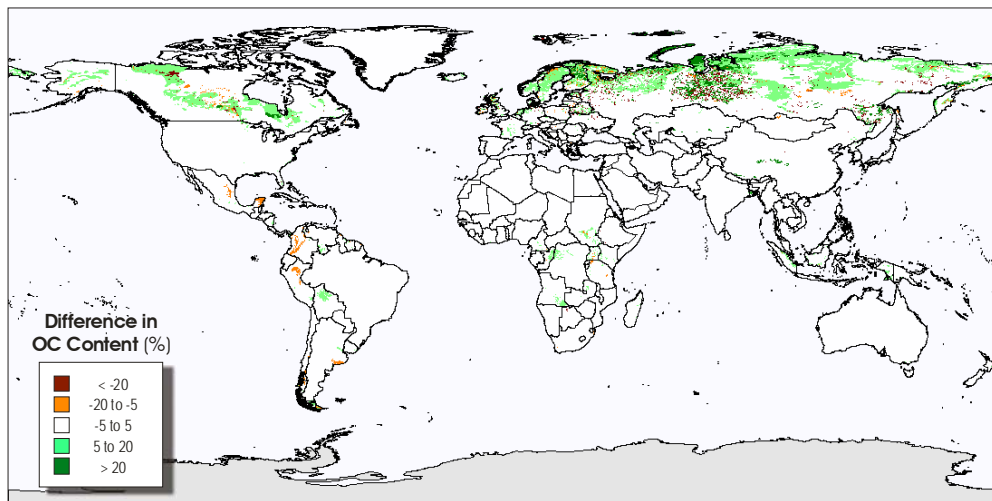 Difference in
OC Content (%)
< -20
-20 to -5
-5 to 5
5 to 20
> 20